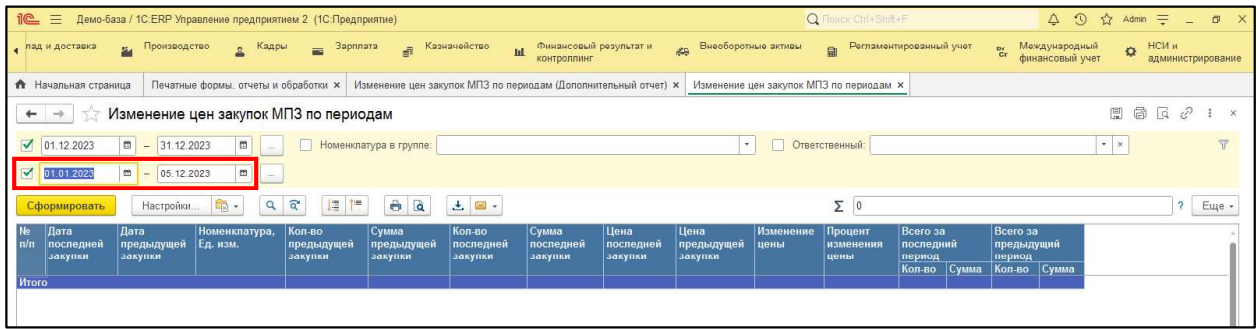 1С Демо-база / 1С:ERP Управление предприятием 2 (1С:Предприятие) Поиск Ctrl+Shift+F Admin
лад и доставка Производство Кадры Зарплата Казначейство Финансовый результат и Внеоборотные активы Регламентированный учет Dr Международный НСИ и
контроллинг Cr финансовый учет администрирование
Начальная страница Печатные формы, отчеты и обработки × Изменение цен закупок МПЗ по периодам (Дополнительный отчет) × Изменение цен закупок МПЗ по периодам ×
Изменение цен закупок МПЗ по периодам
01.12.2023 – 31.12.2023 ... Номенклатура в группе: Ответственный:
01.01.2023 – 05.12.2023 ...
Сформировать Настройки... Σ 0 ? Еще
№ Дата Дата Номенклатура, Кол-во Сумма Кол-во Сумма Цена Цена Изменение Процент Всего за Всего за
п/п последней предыдущей Ед. изм. предыдущей предыдущей последней последней последней предыдущей цены изменения последний предыдущий
закупки закупки закупки закупки закупки закупки закупки закупки цены период период
Кол-во Сумма Кол-во Сумма
Итого